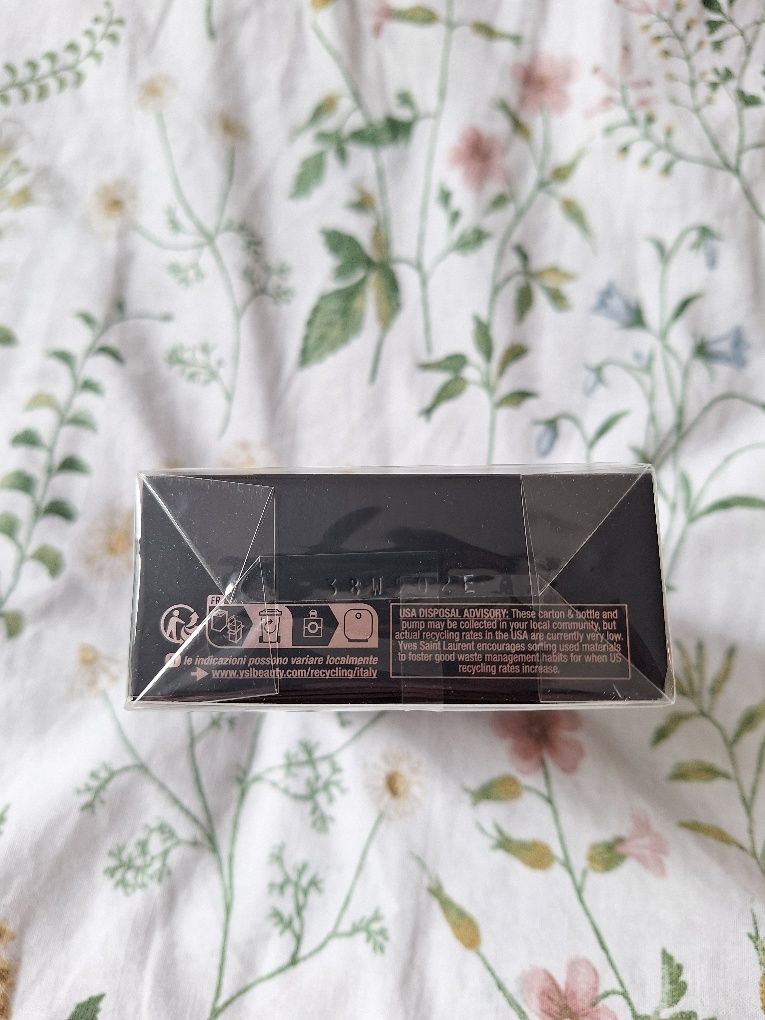 FR
USA DISPOSAL ADVISORY: These carton & bottle and
pump may be collected in your local community, but
actual recycling rates in the USA are currently very low.
Yves Saint Laurent encourages sorting used materials
to foster good waste management habits for when US
recycling rates increase.
le indicazioni possono variare localmente
www.yslbeauty.com/recycling/italy